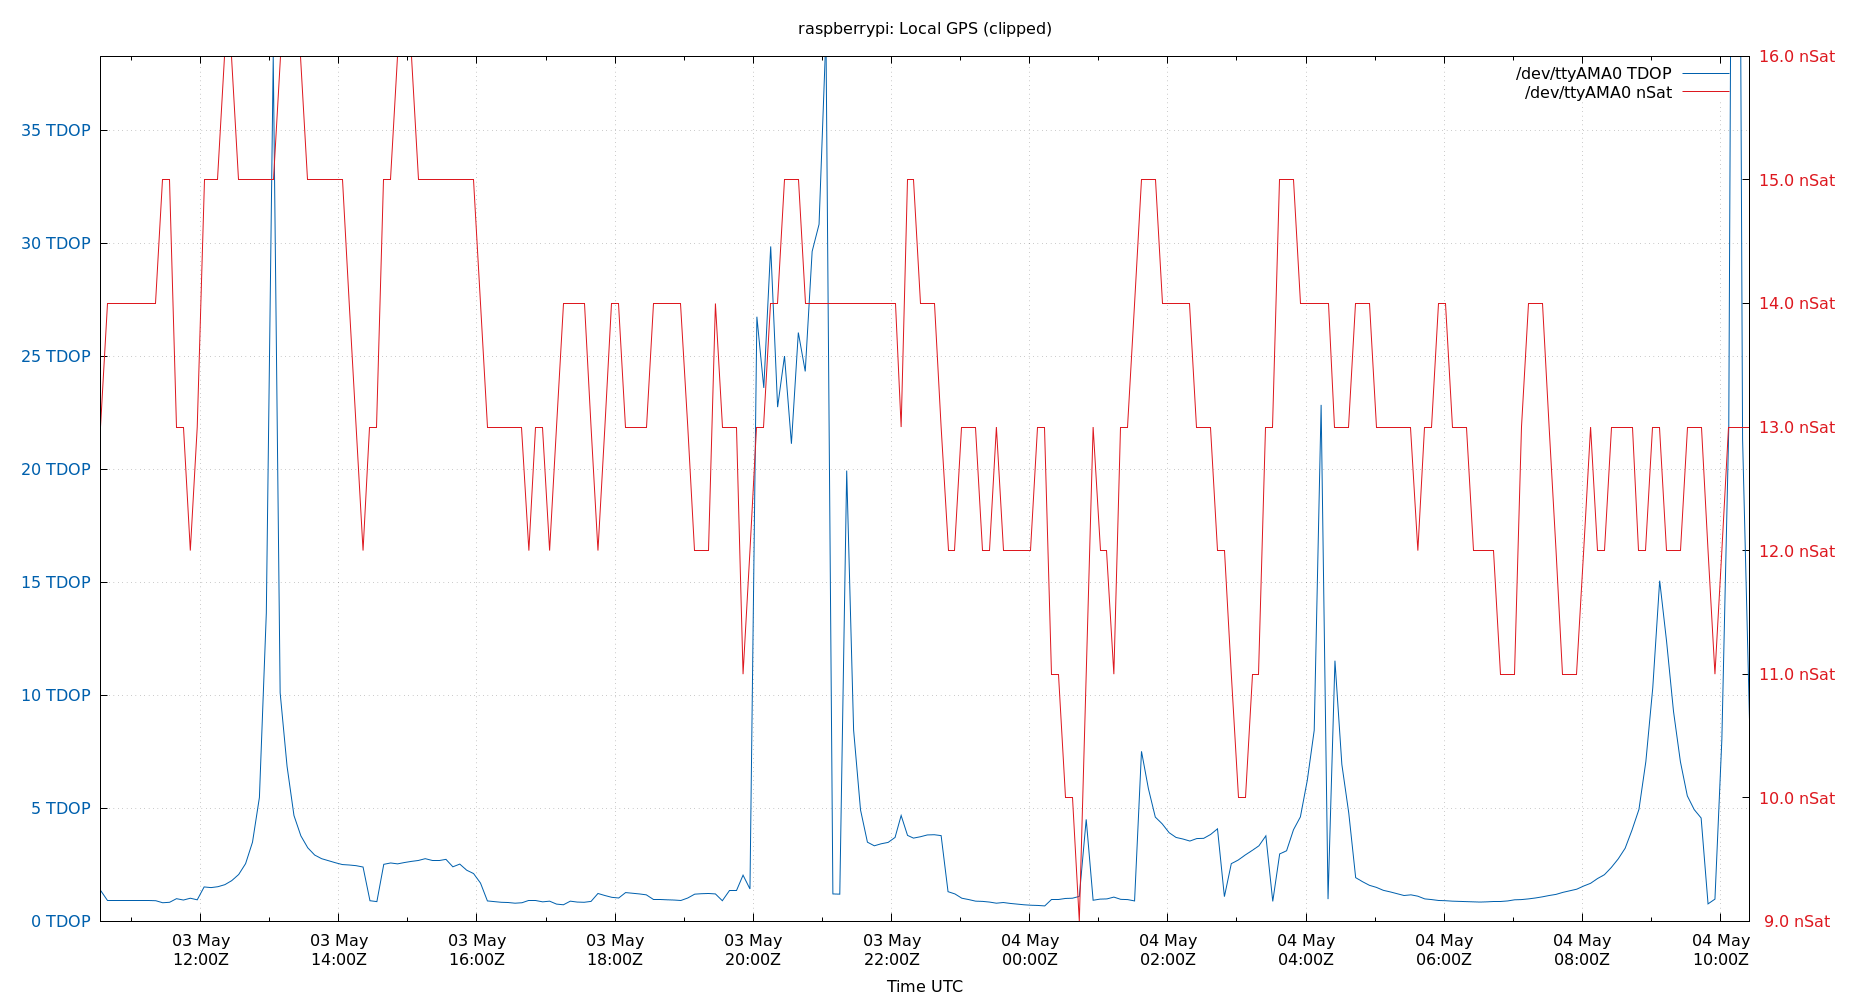 raspberrypi: Local GPS (clipped)
/dev/ttyAMA0 TDOP
/dev/ttyAMA0 nSat
35 TDOP
30 TDOP
25 TDOP
20 TDOP
15 TDOP
10 TDOP
5 TDOP
0 TDOP
16.0 nSat
15.0 nSat
14.0 nSat
13.0 nSat
12.0 nSat
11.0 nSat
10.0 nSat
9.0 nSat
03 May 03 May 03 May 03 May 03 May 03 May 04 May 04 May 04 May 04 May 04 May 04 May
12:00Z 14:00Z 16:00Z 18:00Z 20:00Z 22:00Z 00:00Z 02:00Z 04:00Z 06:00Z 08:00Z 10:00Z
Time UTC